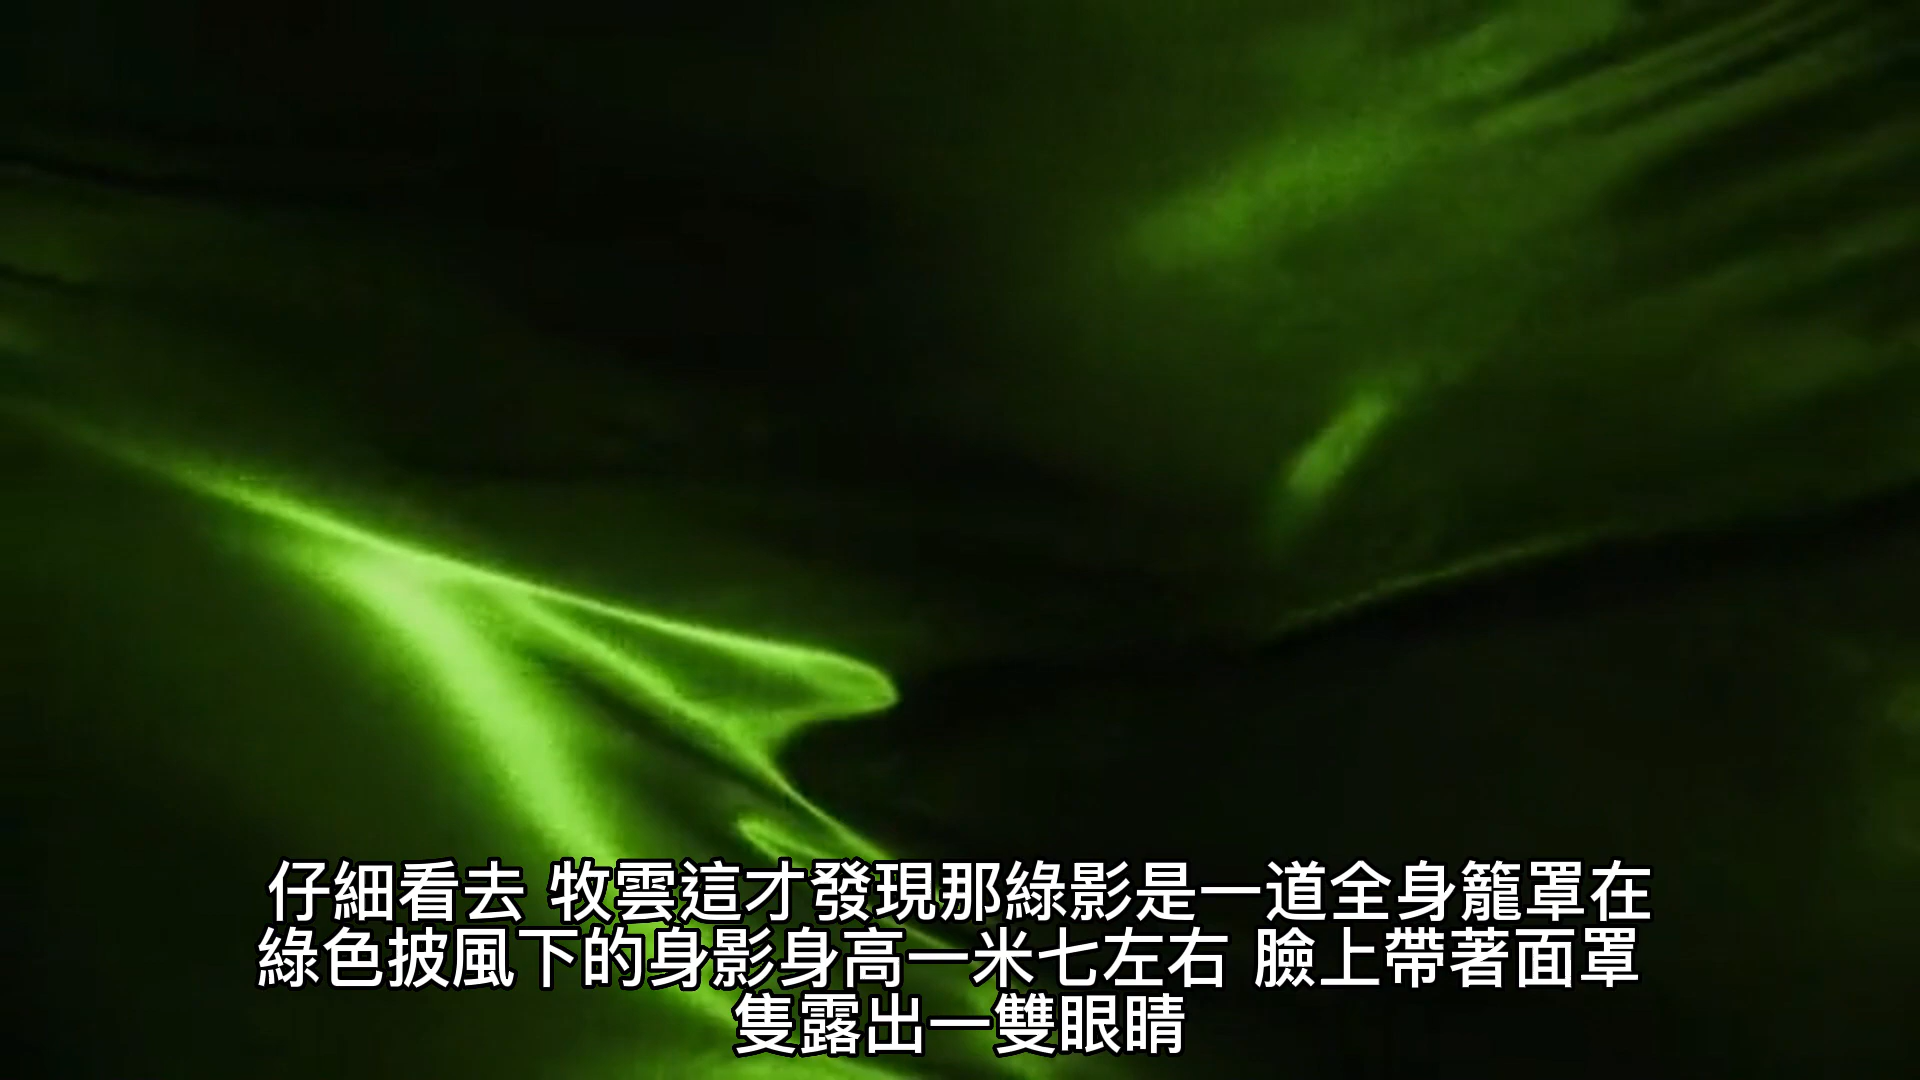 仔細看去 牧雲這才發現那綠影是一道全身籠罩在
綠色披風下的身影身高一米七左右 臉上帶著面罩
隻露出一雙眼睛